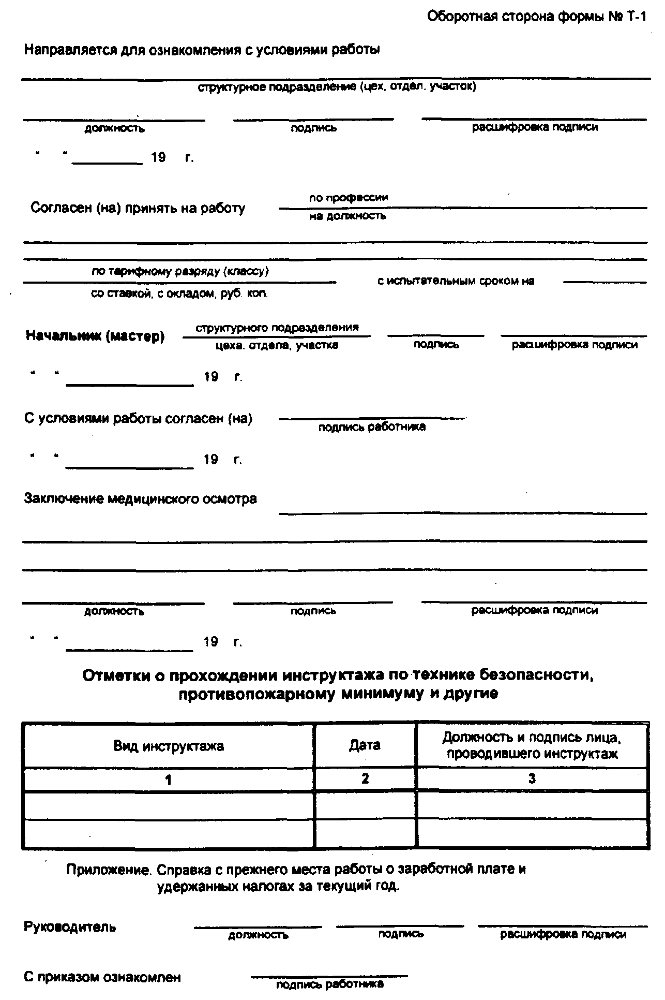 Оборотная сторона формы № Т-1
Направляется для ознакомления с условиями работы
структурное подразделение (цех, отдел. участок)
должность подпись расшифровка подписи
" " 19 г.
по профессии
Согласен (на) принять на работу
на должность
по тарифному разряду (классу)
с испытательным сроком на
со ставкой, с окладом, руб. коп.
структурного подразделения
Начальник (мастер)
цеха. отдела, участка подпись расшифровка подписи
" " 19 г.
С условиями работы согласен (на)
подпись работника
" " 19 г.
Заключение медицинского осмотра
должность подпись расшифровка подписи
" " 19 г.
Отметки о прохождении инструктажа по технике безопасности,
противопожарному минимуму и другие
Вид инструктажа Дата Должность и подпись лица,
проводившего инструктаж
1 2 3
Приложение. Справка с прежнего места работы о заработной плате и
удержанных налогах за текущий год.
Руководитель
должность подпись расшифровка подписи
С приказом ознакомлен
подпись работника